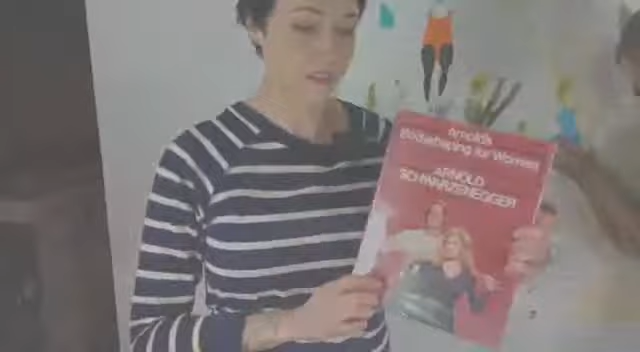 Arnold's
Bodyshaping for Women
ARNOLD
SCHWARZENEGGER